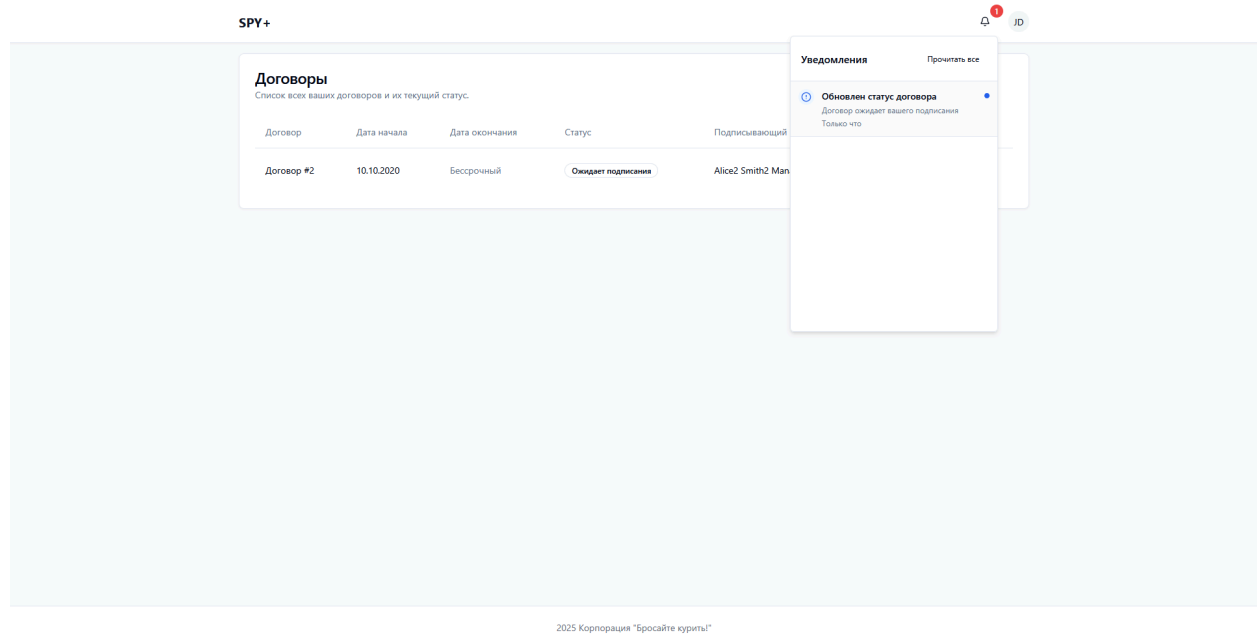 SPY+
1
JD
Уведомления
Прочитать все
Обновлен статус договора
Договор ожидает вашего подписания
Только что
Договоры
Список всех ваших договоров и их текущий статус.
Договор Дата начала Дата окончания Статус Подписывающий
Договор #2 10.10.2020 Бессрочный Ожидает подписания Alice2 Smith2 Man
2025 Корпорация "Бросайте курить!"